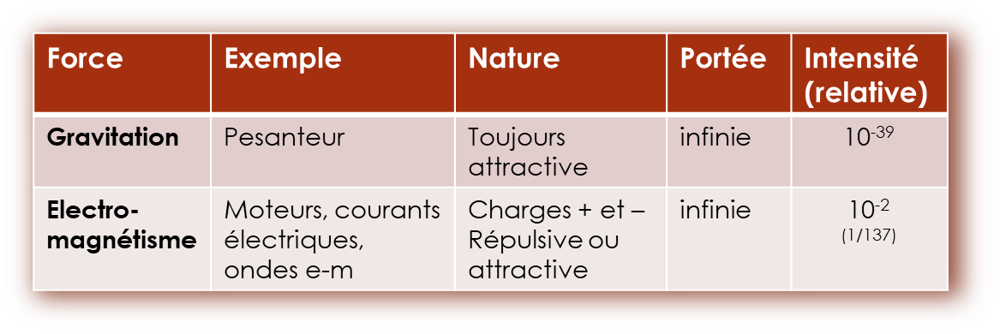 Force Exemple Nature Portée Intensité
(relative)
Gravitation Pesanteur Toujours infinie 10⁻³⁹
attractive
Electro- Moteurs, courants Charges + et – infinie 10⁻²
magnétisme électriques, Répulsive ou (1/137)
ondes e-m attractive